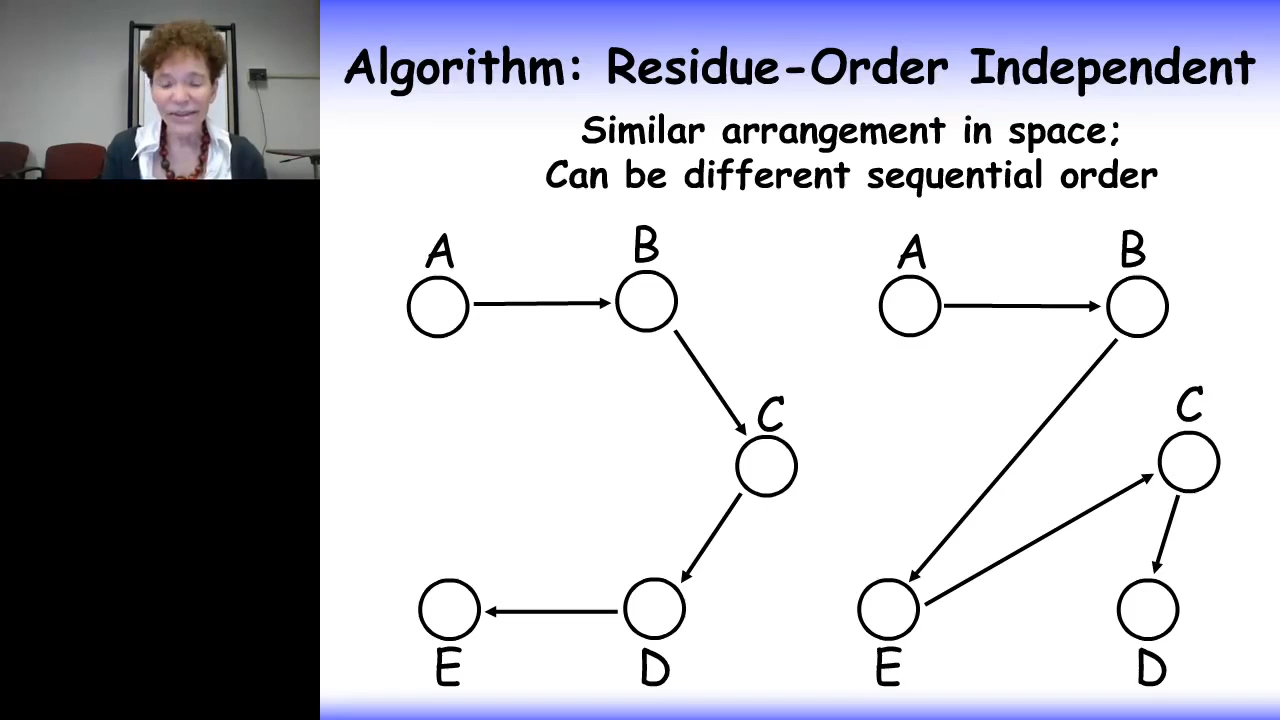 Algorithm: Residue-Order Independent
Similar arrangement in space;
Can be different sequential order
A
B
C
D
E
A
B
C
D
E